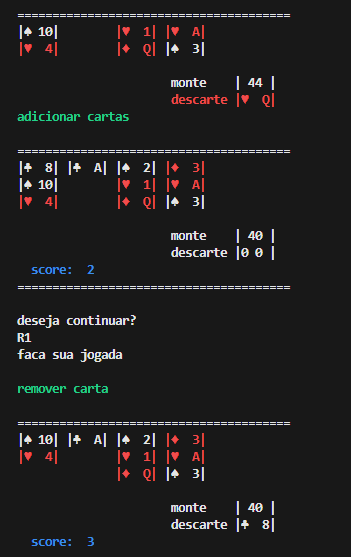 =======================================
|♠ 10|        |♥  1| |♥  A|
|♥  4|        |♦  Q| |♠  3|
monte    | 44 |
descarte |♥  Q|
adicionar cartas
=======================================
|♣  8| |♣  A| |♠  2| |♦  3|
|♠ 10|        |♥  1| |♥  A|
|♥  4|        |♦  Q| |♠  3|
monte    | 40 |
descarte |0 0 |
score:  2
=======================================
deseja continuar?
R1
faca sua jogada
remover carta
=======================================
|♠ 10| |♣  A| |♠  2| |♦  3|
|♥  4|        |♥  1| |♥  A|
|♦  Q| |♠  3|
monte    | 40 |
descarte |♣  8|
score:  3